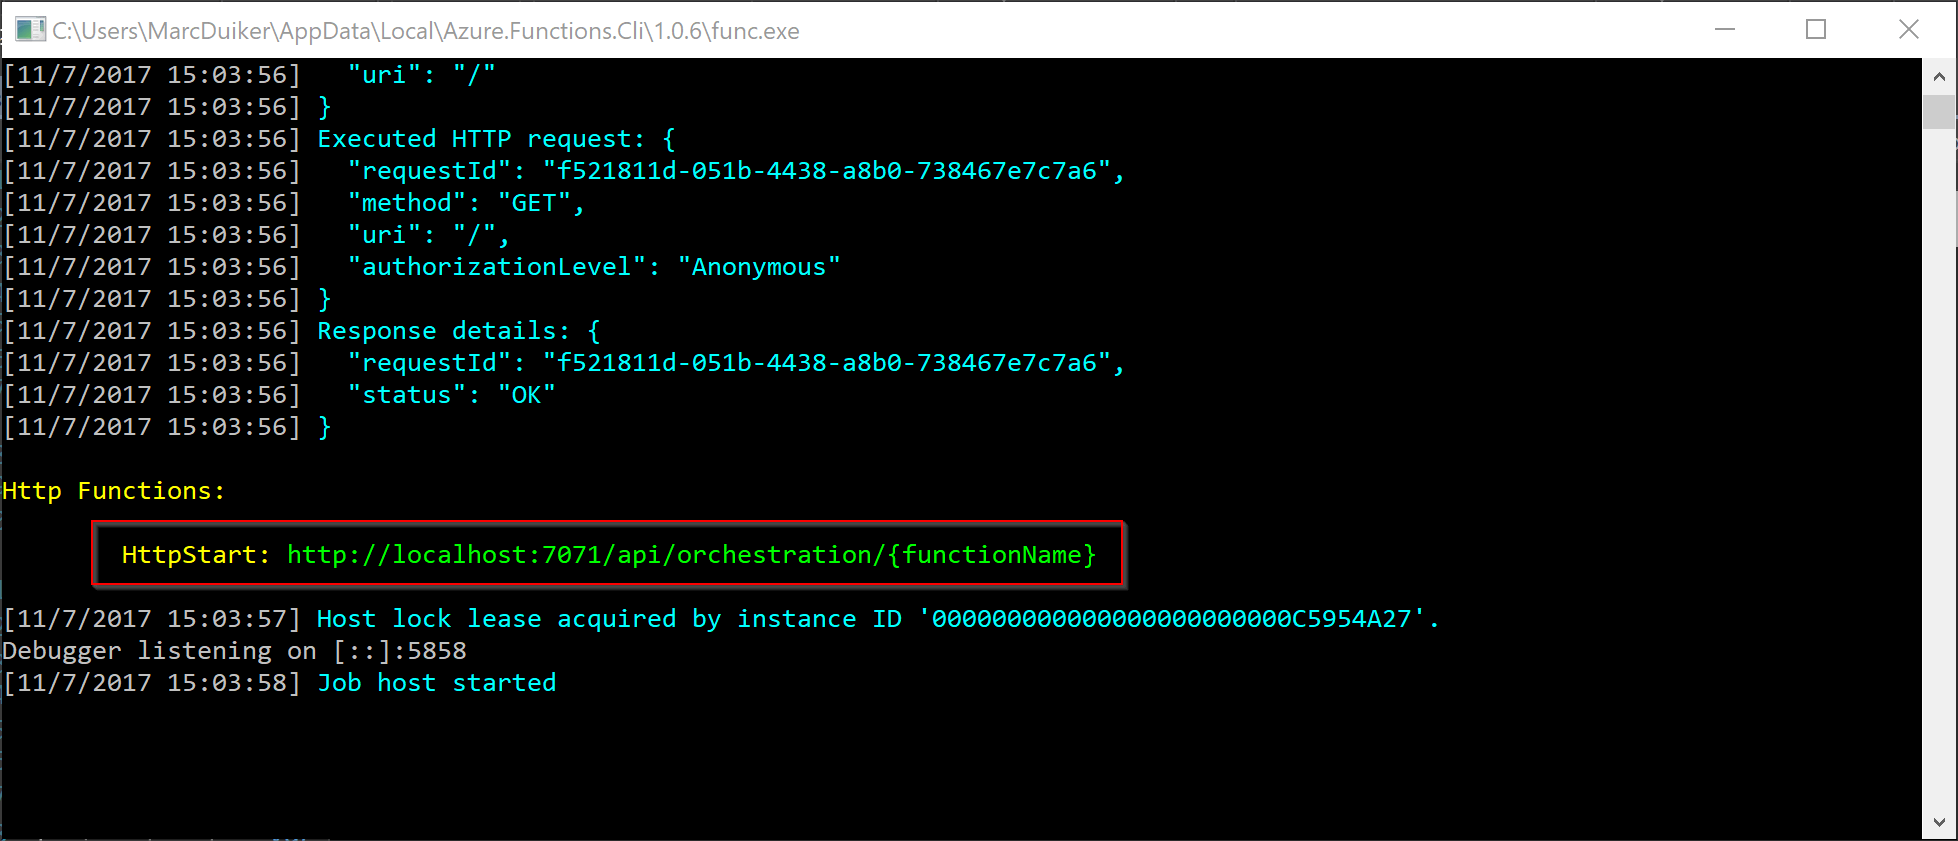 C:\Users\MarcDuiker\AppData\Local\Azure.Functions.Cli\1.0.6\func.exe
[11/7/2017 15:03:56]   "uri": "/"
[11/7/2017 15:03:56] }
[11/7/2017 15:03:56] Executed HTTP request: {
[11/7/2017 15:03:56]   "requestId": "f521811d-051b-4438-a8b0-738467e7c7a6",
[11/7/2017 15:03:56]   "method": "GET",
[11/7/2017 15:03:56]   "uri": "/",
[11/7/2017 15:03:56]   "authorizationLevel": "Anonymous"
[11/7/2017 15:03:56] }
[11/7/2017 15:03:56] Response details: {
[11/7/2017 15:03:56]   "requestId": "f521811d-051b-4438-a8b0-738467e7c7a6",
[11/7/2017 15:03:56]   "status": "OK"
[11/7/2017 15:03:56] }
Http Functions:
HttpStart: http://localhost:7071/api/orchestration/{functionName}
[11/7/2017 15:03:57] Host lock lease acquired by instance ID '000000000000000000000000C5954A27'.
Debugger listening on [::]:5858
[11/7/2017 15:03:58] Job host started